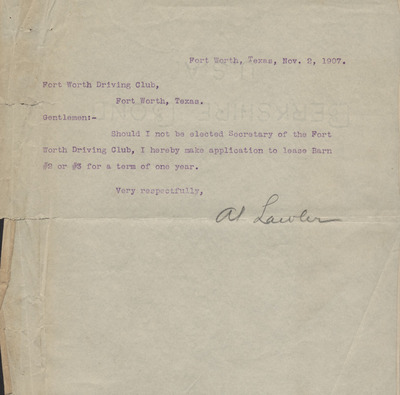 Fort Worth, Texas, Nov. 2, 1907.
Fort Worth Driving Club,
Fort Worth, Texas.
Gentlemen:-
Should I not be elected Secretary of the Fort
Worth Driving Club, I hereby make application to lease Barn
#2 or #3 for a term of one year.
Very respectfully,
Al Lawler